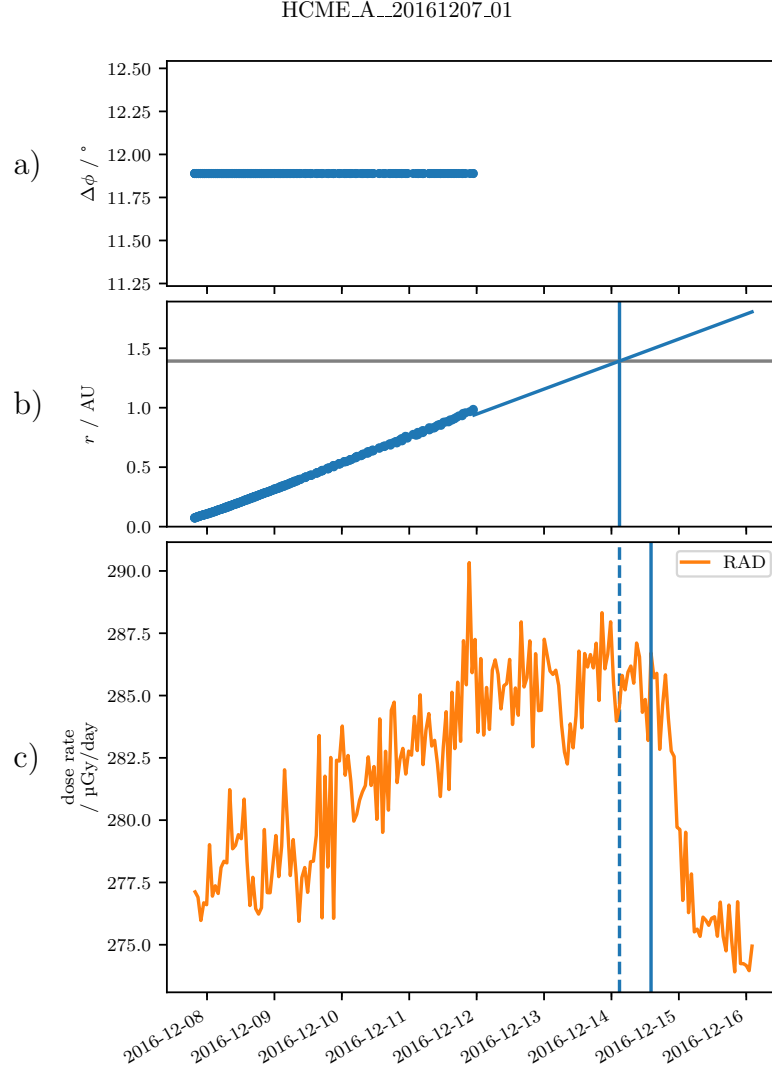 HCME_A__20161207_01
a)
Δϕ / °
12.50
12.25
12.00
11.75
11.50
11.25
b)
r / AU
1.5
1.0
0.5
0.0
c)
dose rate
/ µGy/day
290.0
287.5
285.0
282.5
280.0
277.5
275.0
RAD
2016-12-08
2016-12-09
2016-12-10
2016-12-11
2016-12-12
2016-12-13
2016-12-14
2016-12-15
2016-12-16